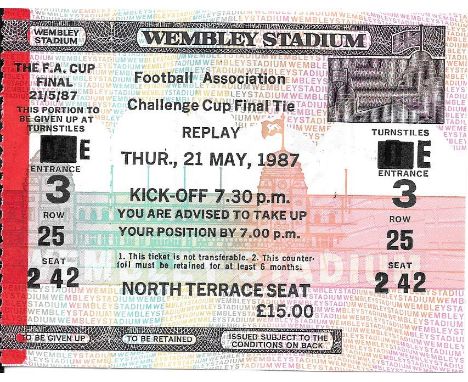 WEMBLEY STADIUM
THE F.A. CUP
FINAL
21/5/87
THIS PORTION TO
BE GIVEN UP AT
TURNSTILES
E
ENTRANCE
3
ROW
25
SEAT
2 42
TO BE GIVEN UP
WEMBLEY STADIUM
Football Association
Challenge Cup Final Tie
REPLAY
THUR., 21 MAY, 1987
KICK-OFF 7.30 p.m.
YOU ARE ADVISED TO TAKE UP
YOUR POSITION BY 7.00 p.m.
1. This ticket is not transferable. 2. This counter-
foil must be retained for at least 6 months.
NORTH TERRACE SEAT
£15.00
TO BE RETAINED
ISSUED SUBJECT TO THE
CONDITIONS ON BACK
TURNSTILES
E
ENTRANCE
3
ROW
25
SEAT
2 42